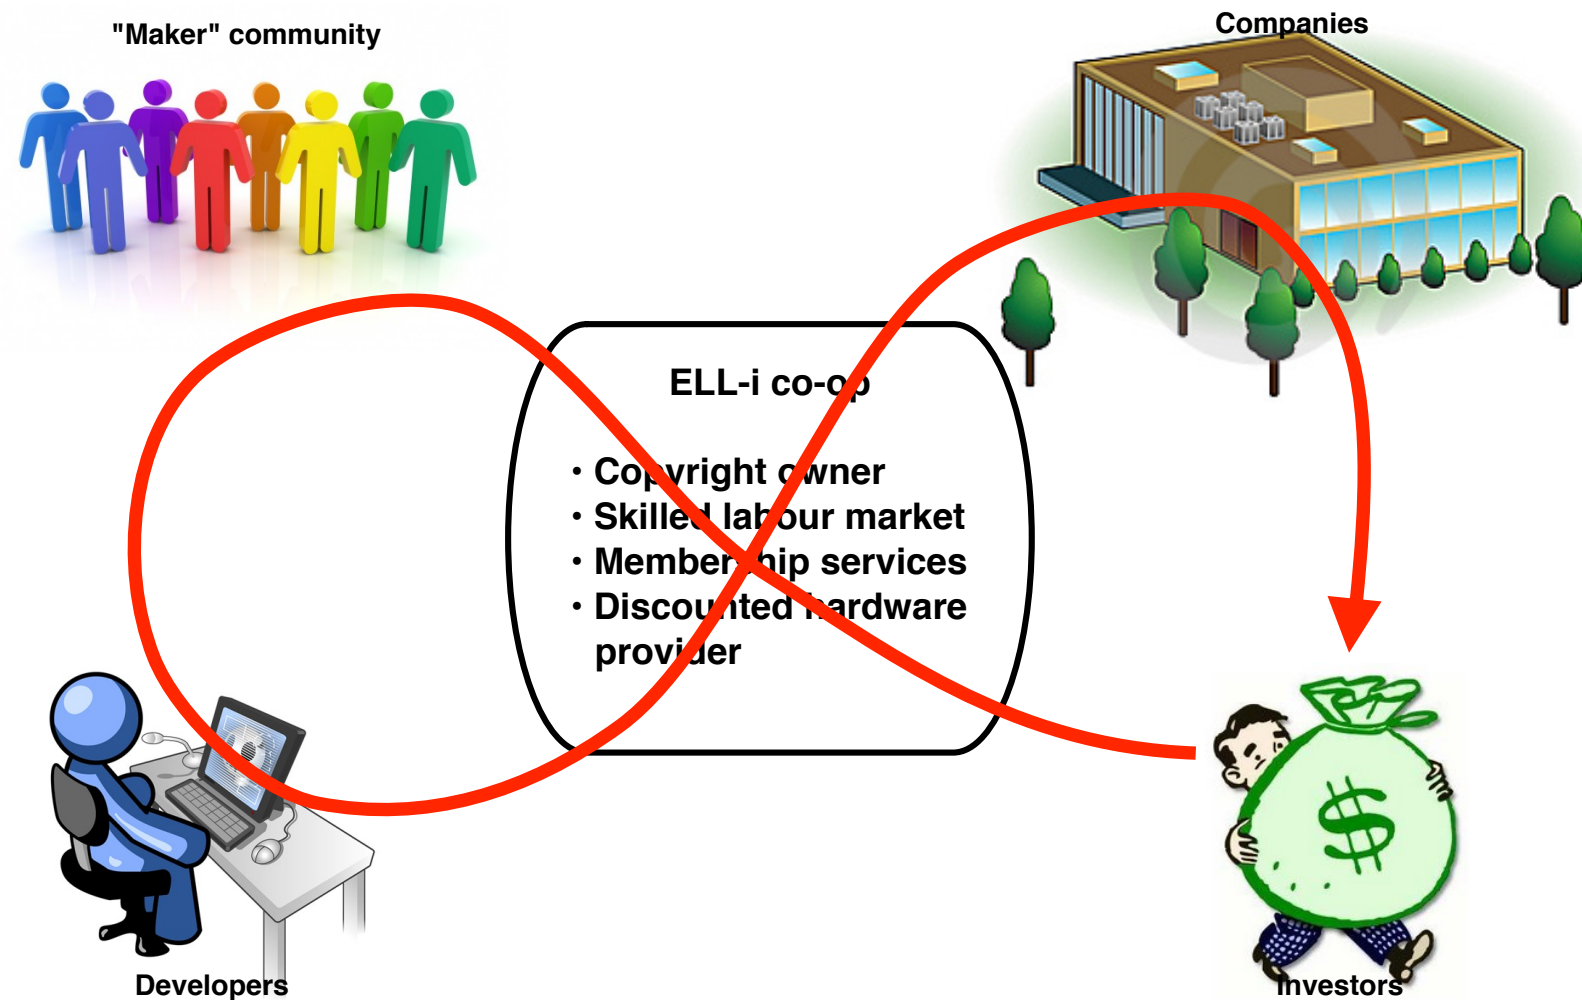 "Maker" community
Companies
ELL-i co-op
• Copyright owner
• Skilled labour market
• Membership services
• Discounted hardware
provider
$
Developers
Investors